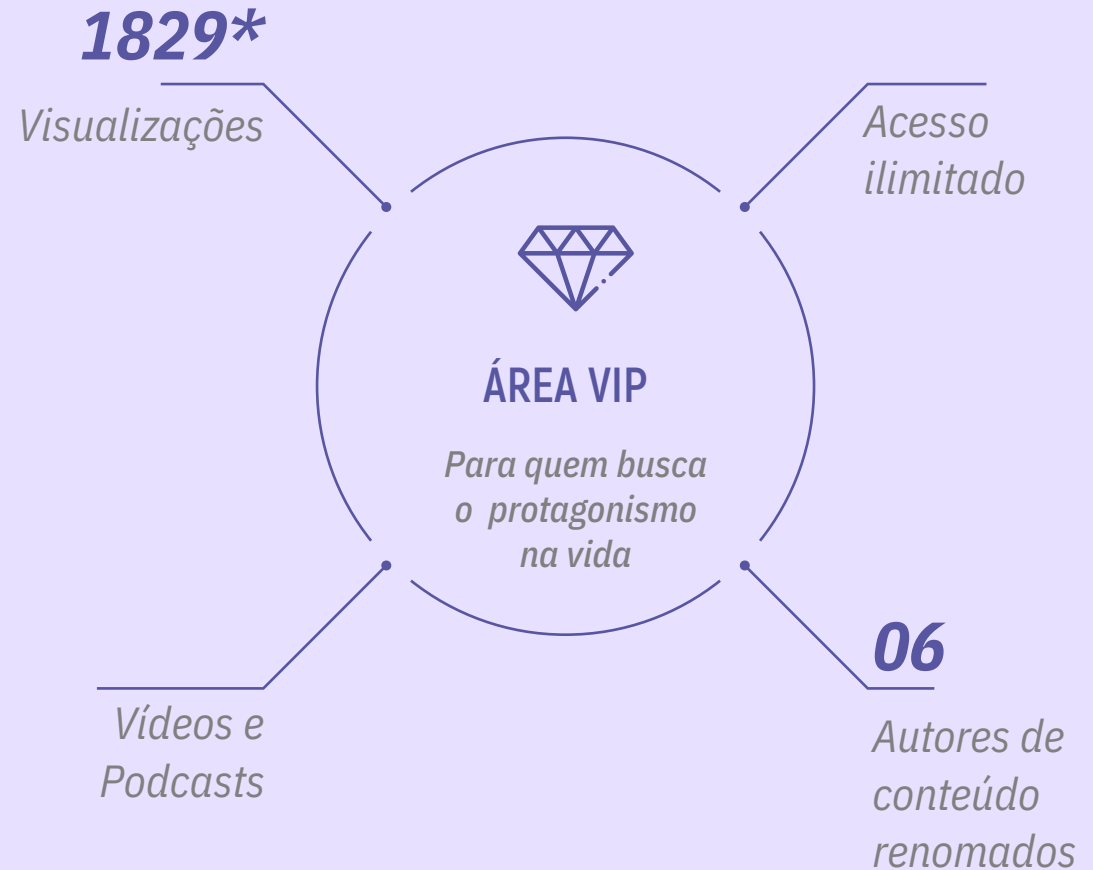 1829*
Visualizações
Acesso
ilimitado
ÁREA VIP
Para quem busca
o protagonismo
na vida
Vídeos e
Podcasts
06
Autores de
conteúdo
renomados